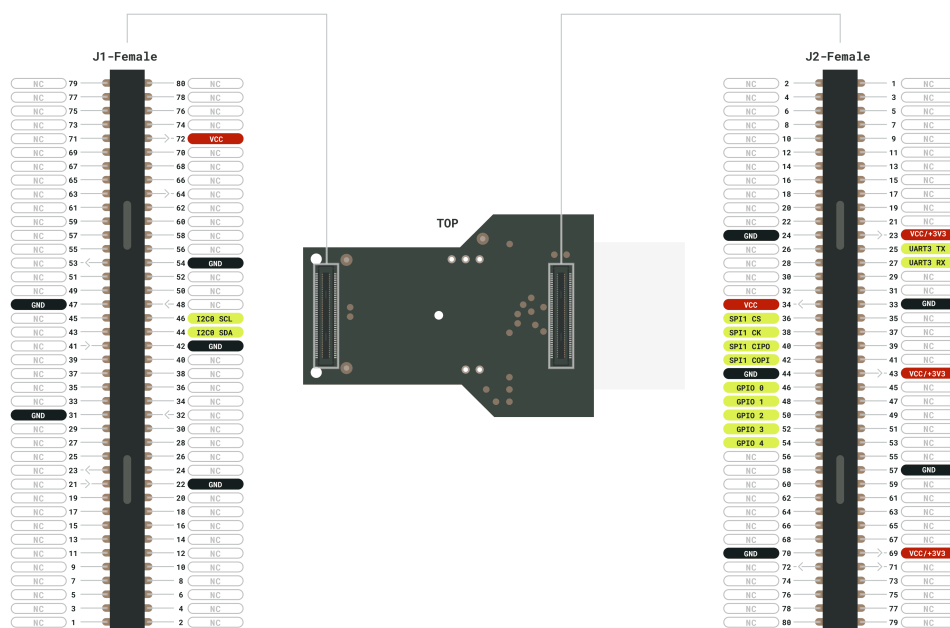 J1-Female
NC 79 80 NC
NC 77 78 NC
NC 75 76 NC
NC 73 74 NC
NC 71 72 VCC
NC 69 70 NC
NC 67 68 NC
NC 65 66 NC
NC 63 64 NC
NC 61 62 NC
NC 59 60 NC
NC 57 58 NC
NC 55 56 NC
NC 53 54 GND
NC 51 52 NC
NC 49 50 NC
GND 47 48 NC
NC 45 46 I2C0 SCL
NC 43 44 I2C0 SDA
NC 41 42 GND
NC 39 40 NC
NC 37 38 NC
NC 35 36 NC
NC 33 34 NC
GND 31 32 NC
NC 29 30 NC
NC 27 28 NC
NC 25 26 NC
NC 23 24 NC
NC 21 22 GND
NC 19 20 NC
NC 17 18 NC
NC 15 16 NC
NC 13 14 NC
NC 11 12 NC
NC 9 10 NC
NC 7 8 NC
NC 5 6 NC
NC 3 4 NC
NC 1 2 NC
TOP
J2-Female
NC 2 1 NC
NC 4 3 NC
NC 6 5 NC
NC 8 7 NC
NC 10 9 NC
NC 12 11 NC
NC 14 13 NC
NC 16 15 NC
NC 18 17 NC
NC 20 19 NC
NC 22 21 NC
GND 24 23 VCC/+3V3
NC 26 25 UART3 TX
NC 28 27 UART3 RX
NC 30 29 NC
NC 32 31 NC
VCC 34 33 GND
SPI1 CS 36 35 NC
SPI1 CK 38 37 NC
SPI1 CIPO 40 39 NC
SPI1 COPI 42 41 NC
GND 44 43 VCC/+3V3
GPIO 0 46 45 NC
GPIO 1 48 47 NC
GPIO 2 50 49 NC
GPIO 3 52 51 NC
GPIO 4 54 53 NC
NC 56 55 NC
NC 58 57 GND
NC 60 59 NC
NC 62 61 NC
NC 64 63 NC
NC 66 65 NC
NC 68 67 NC
GND 70 69 VCC/+3V3
NC 72 71 NC
NC 74 73 NC
NC 76 75 NC
NC 78 77 NC
NC 80 79 NC